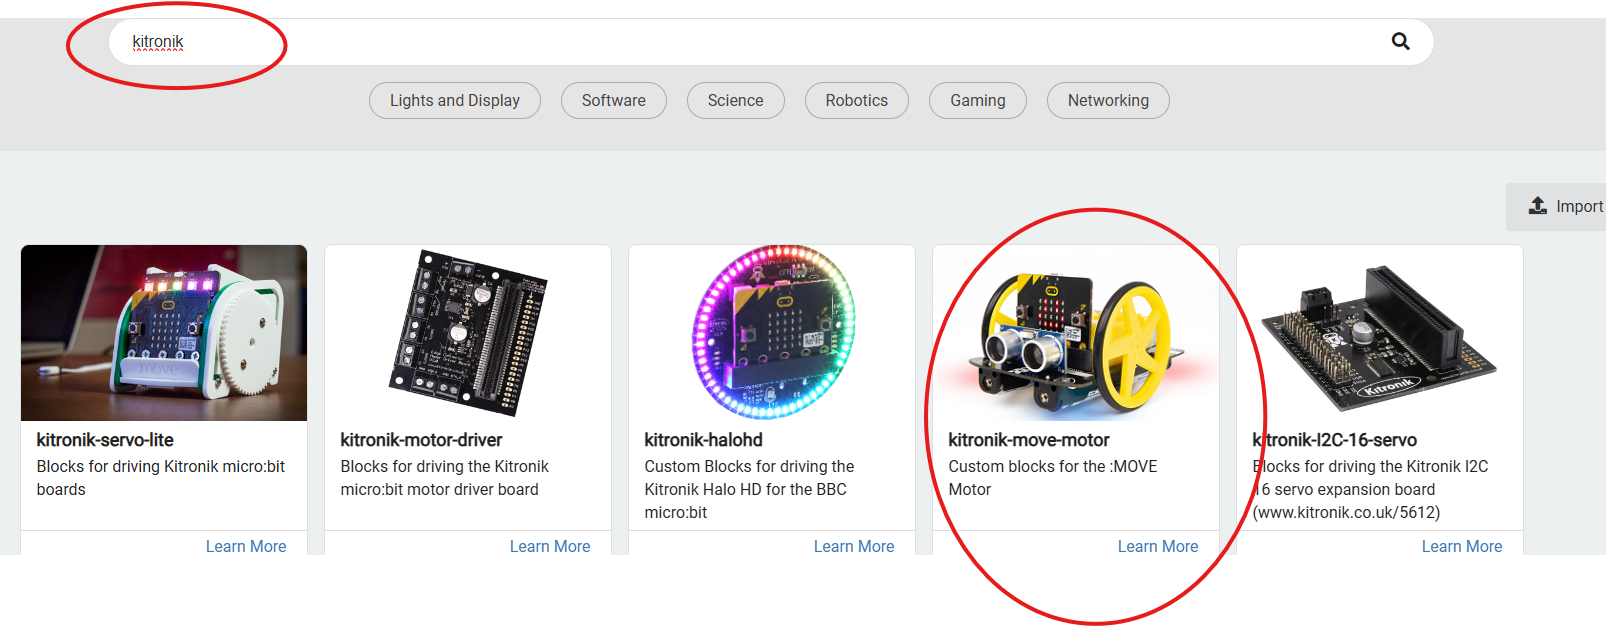 kitronik
Lights and Display
Software
Science
Robotics
Gaming
Networking
Import
move
Kitronik
kitronik-servo-lite
Blocks for driving Kitronik micro:bit
boards
Learn More
kitronik-motor-driver
Blocks for driving the Kitronik
micro:bit motor driver board
Learn More
kitronik-halohd
Custom Blocks for driving the
Kitronik Halo HD for the BBC
micro:bit
Learn More
kitronik-move-motor
Custom blocks for the :MOVE
Motor
Learn More
kitronik-I2C-16-servo
Blocks for driving the Kitronik I2C
16 servo expansion board
(www.kitronik.co.uk/5612)
Learn More